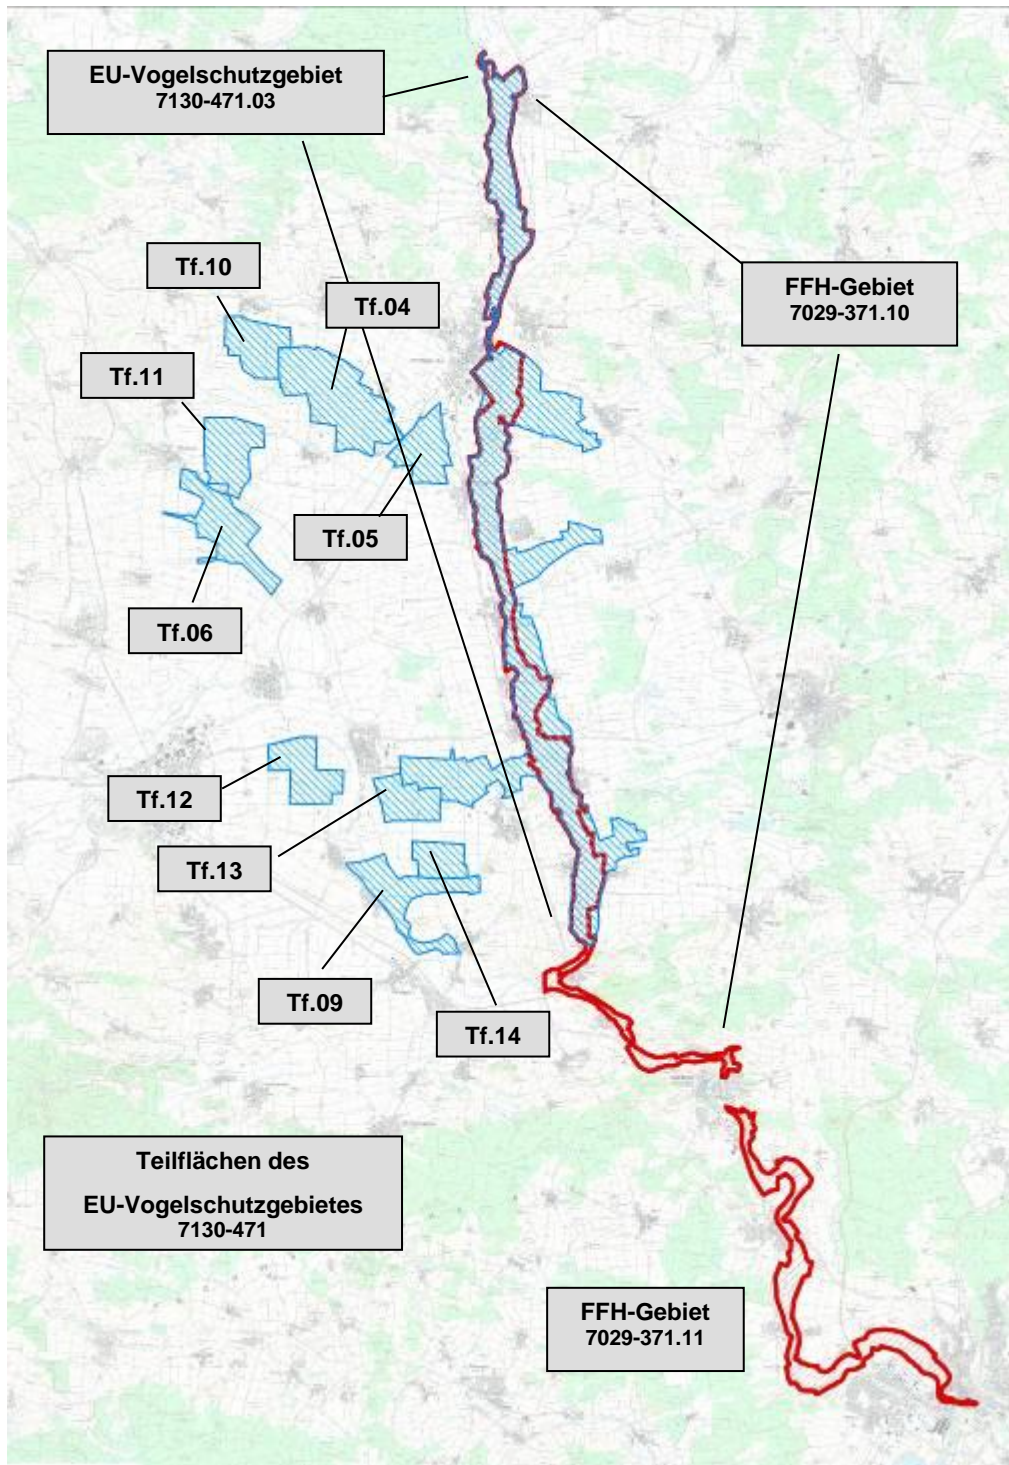 EU-Vogelschutzgebiet
7130-471.03
Tf.10
Tf.04
FFH-Gebiet
7029-371.10
Tf.11
Tf.05
Tf.06
Tf.12
Tf.13
Tf.09
Tf.14
Teilflächen des
EU-Vogelschutzgebietes
7130-471
FFH-Gebiet
7029-371.11